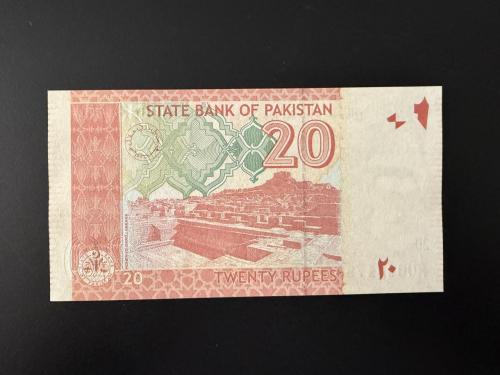 STATE BANK OF PAKISTAN
20
TWENTY RUPEES
20
۲۰